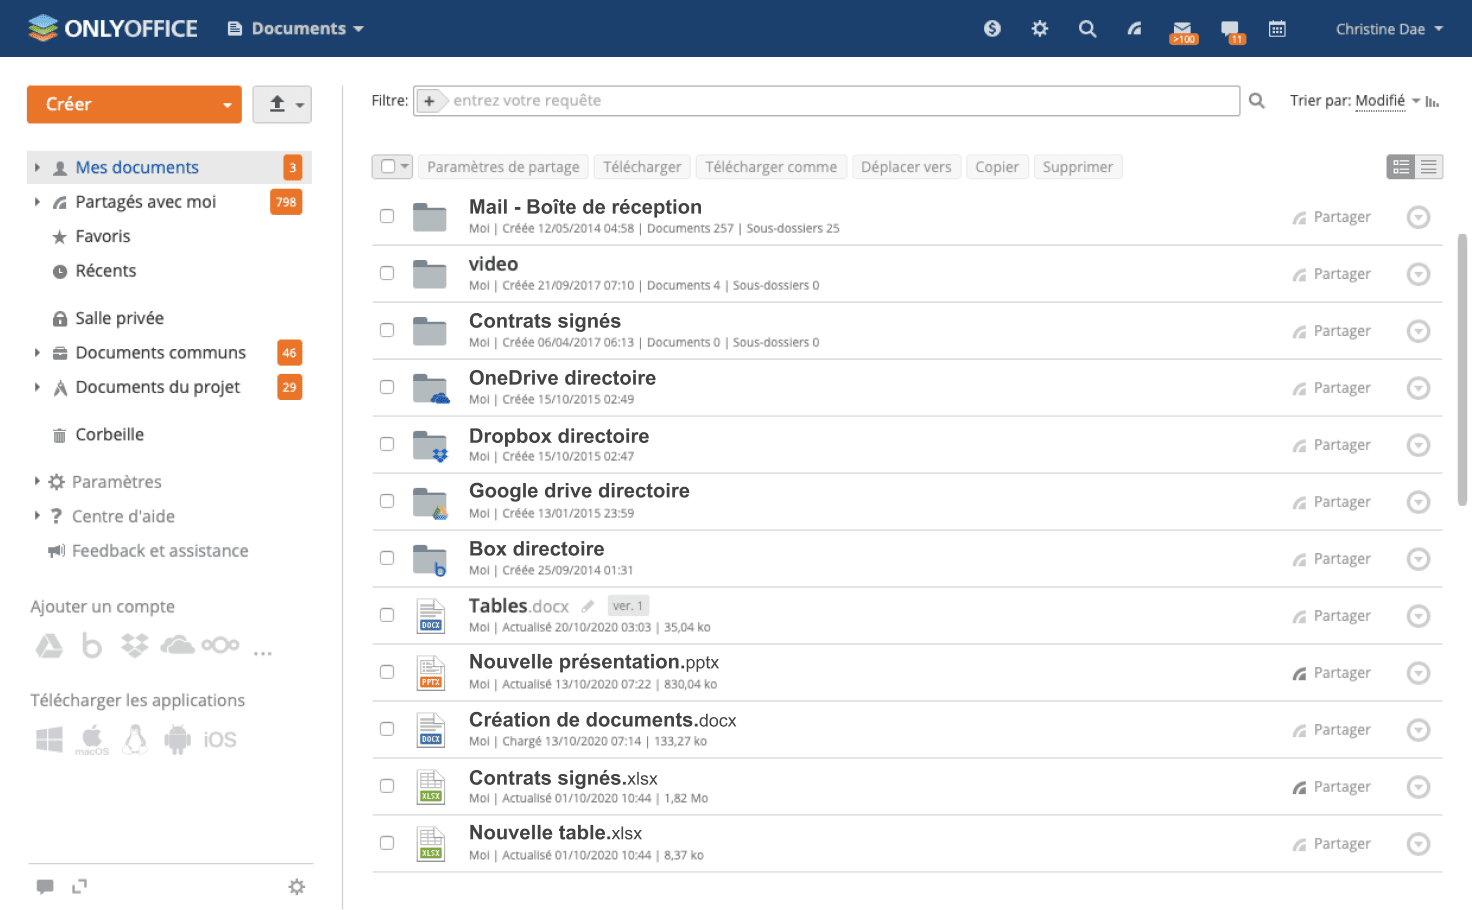 ONLYOFFICE Documents Christine Dae
>100 11
Créer
Filtre: + entrez votre requête Trier par: Modifié
Mes documents 3
Partagés avec moi 798
Favoris
Récents
Salle privée
Documents communs 46
Documents du projet 29
Corbeille
Paramètres
? Centre d'aide
Feedback et assistance
Ajouter un compte
b ...
Télécharger les applications
macOS iOS
Paramètres de partage Télécharger Télécharger comme Déplacer vers Copier Supprimer
Mail - Boîte de réception
Moi | Créée 12/05/2014 04:58 | Documents 257 | Sous-dossiers 25
Partager
video
Moi | Créée 21/09/2017 07:10 | Documents 4 | Sous-dossiers 0
Partager
Contrats signés
Moi | Créée 06/04/2017 06:13 | Documents 0 | Sous-dossiers 0
Partager
OneDrive directoire
Moi | Créée 15/10/2015 02:49
Partager
Dropbox directoire
Moi | Créée 15/10/2015 02:47
Partager
Google drive directoire
Moi | Créée 13/01/2015 23:59
Partager
b
Box directoire
Moi | Créée 25/09/2014 01:31
Partager
DOCX
Tables.docx ver. 1
Moi | Actualisé 20/10/2020 03:03 | 35,04 ko
Partager
PPTX
Nouvelle présentation.pptx
Moi | Actualisé 13/10/2020 07:22 | 830,04 ko
Partager
DOCX
Création de documents.docx
Moi | Chargé 13/10/2020 07:14 | 133,27 ko
Partager
XLSX
Contrats signés.xlsx
Moi | Actualisé 01/10/2020 10:44 | 1,82 Mo
Partager
XLSX
Nouvelle table.xlsx
Moi | Actualisé 01/10/2020 10:44 | 8,37 ko
Partager